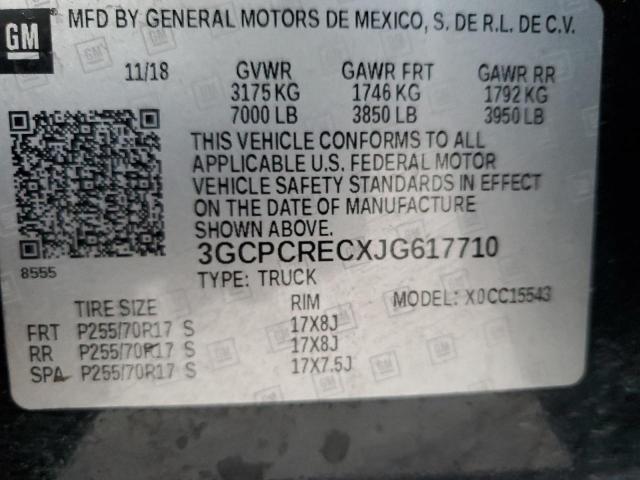 GM
MFD BY GENERAL MOTORS DE MEXICO, S. DE R.L. DE C.V.
11/18 GVWR GAWR FRT GAWR RR
3175 KG 1746 KG 1792 KG
7000 LB 3850 LB 3950 LB
THIS VEHICLE CONFORMS TO ALL
APPLICABLE U.S. FEDERAL MOTOR
VEHICLE SAFETY STANDARDS IN EFFECT
ON THE DATE OF MANUFACTURE
SHOWN ABOVE.
8555 3GCPCRECXJG617710
TYPE: TRUCK
TIRE SIZE RIM MODEL: X0CC15543
FRT P255/70R17 S 17X8J
RR P255/70R17 S 17X8J
SPA P255/70R17 S 17X7.5J